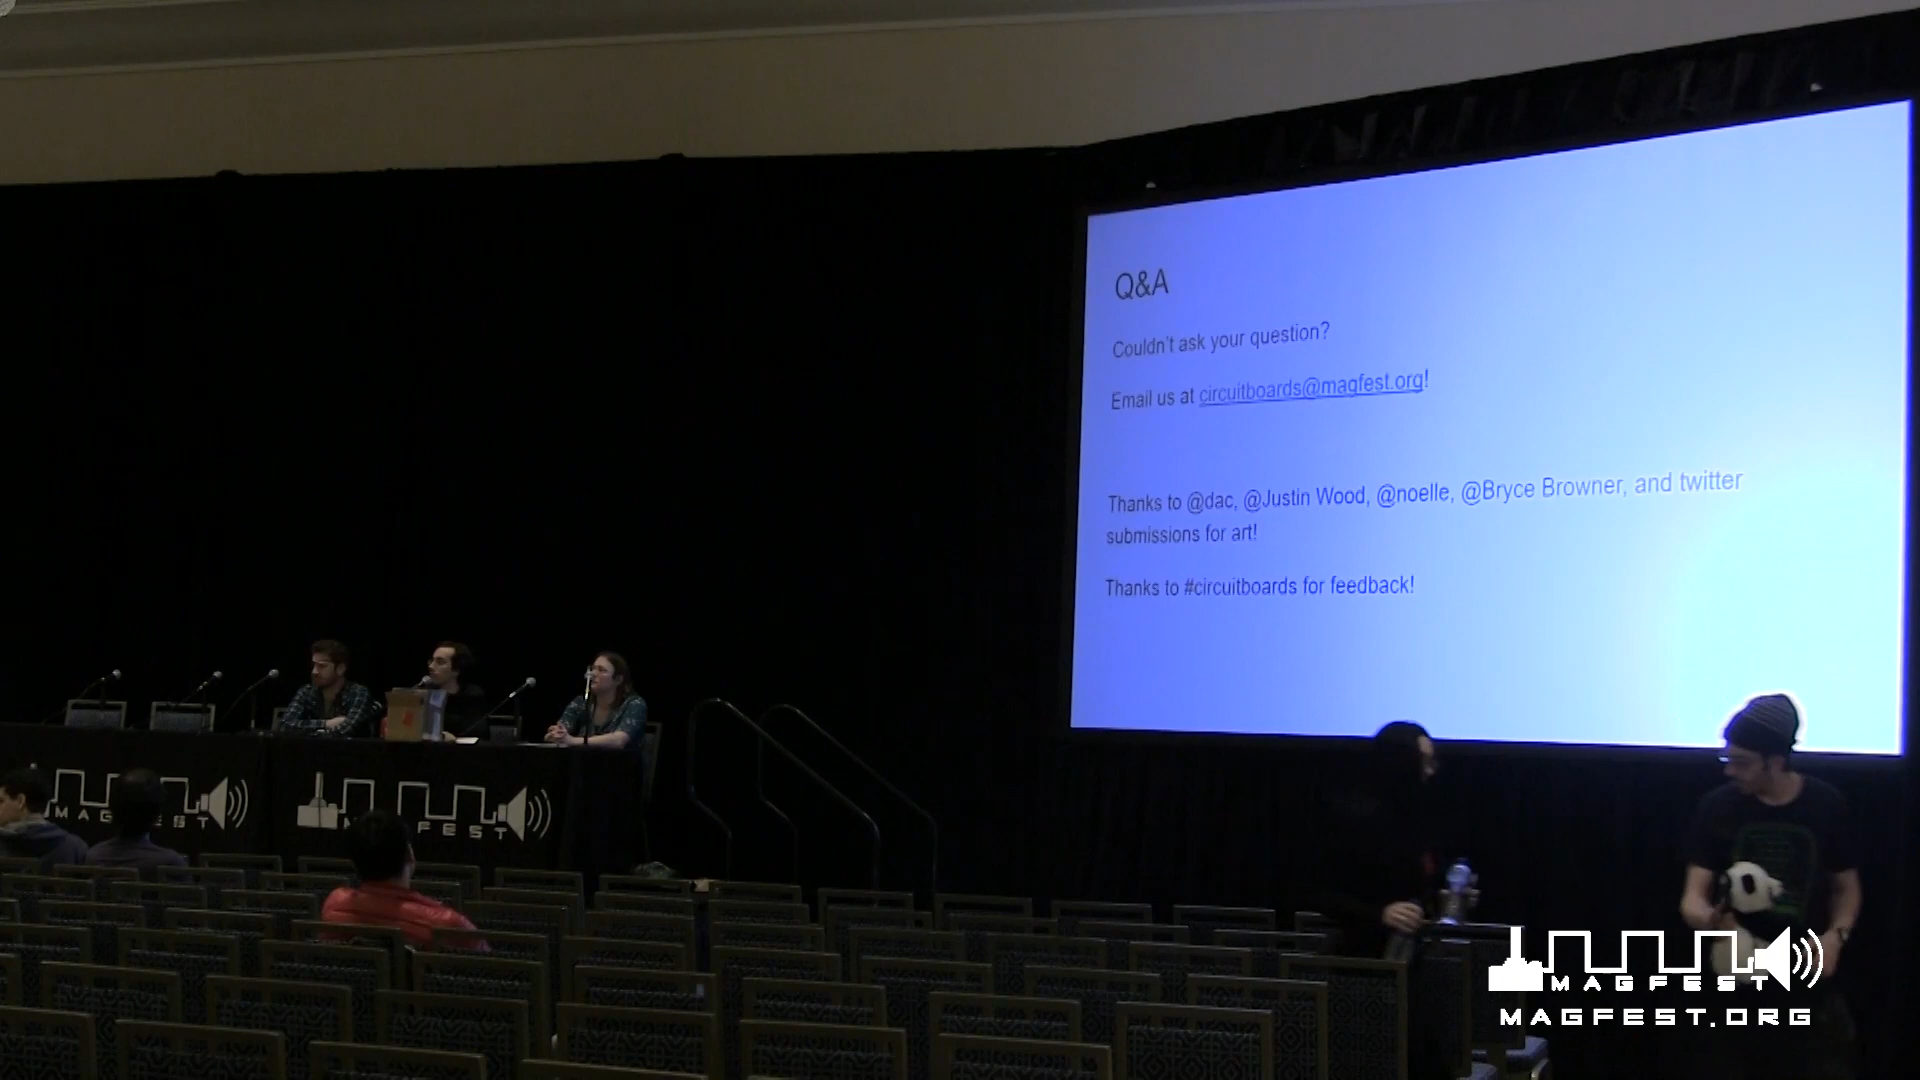 Q&A
Couldn't ask your question?
Email us at circuitboards@magfest.org!
Thanks to @dac, @Justin Wood, @noelle, @Bryce Browner, and twitter
submissions for art!
Thanks to #circuitboards for feedback!
MAGFEST
MAGFEST
MAGFEST
MAGFEST.ORG